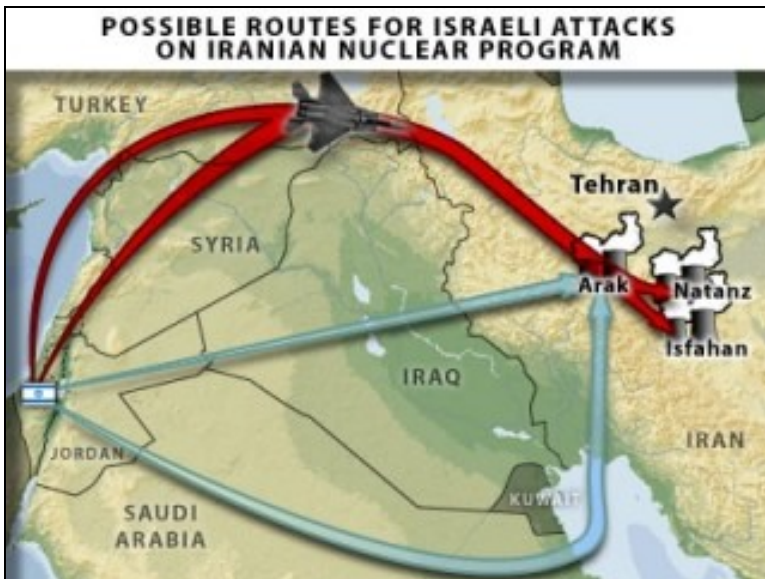 POSSIBLE ROUTES FOR ISRAELI ATTACKS
ON IRANIAN NUCLEAR PROGRAM
TURKEY
Tehran
SYRIA
Arak
Natanz
Isfahan
IRAQ
IRAN
JORDAN
KUWAIT
SAUDI
ARABIA